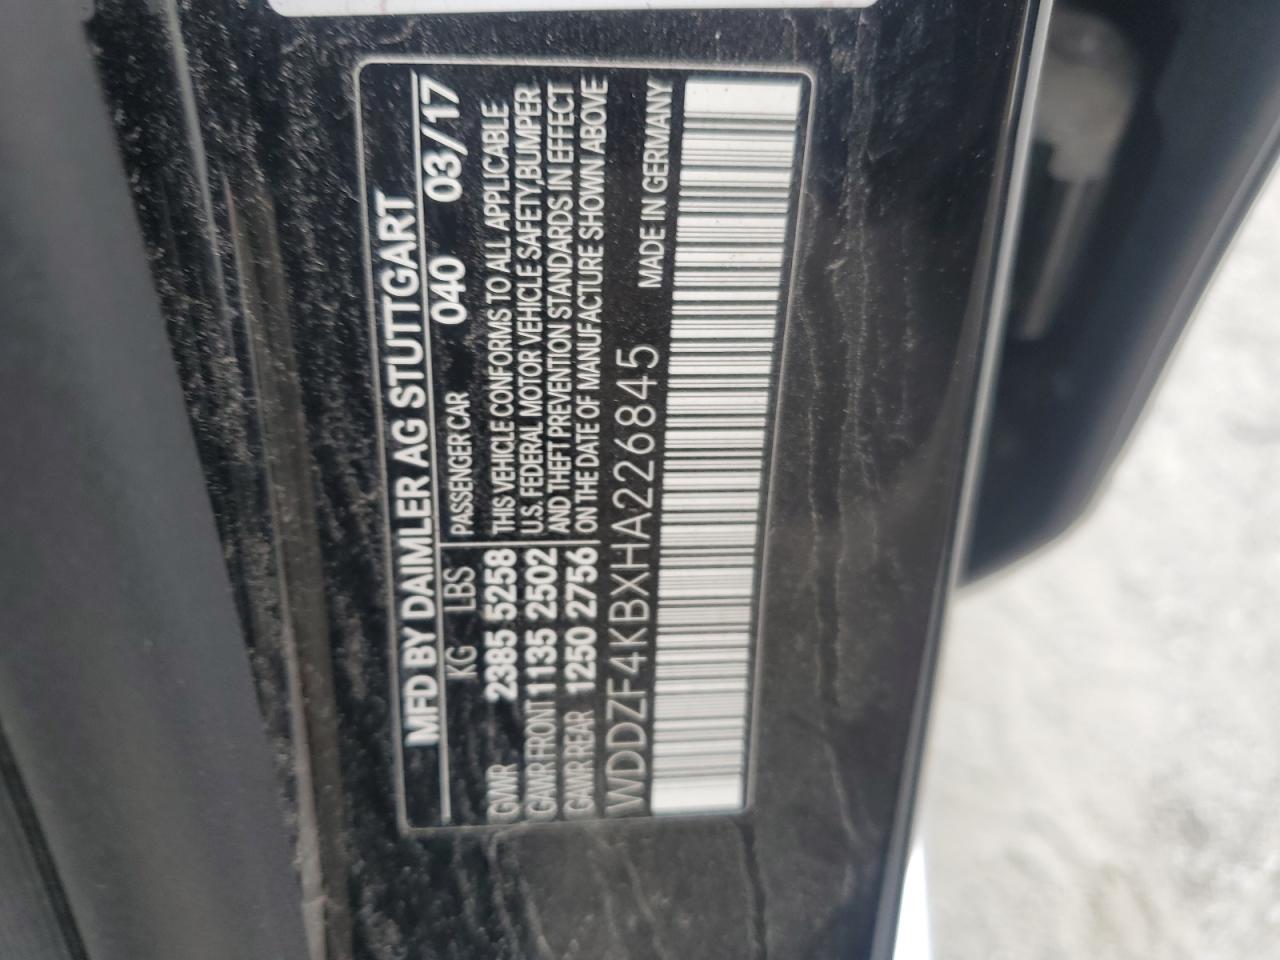 MFD BY DAIMLER AG STUTTGART
KG LBS PASSENGER CAR 040 03/17
GVWR 2385 5258 THIS VEHICLE CONFORMS TO ALL APPLICABLE
GAWR FRONT 1135 2502 U.S. FEDERAL MOTOR VEHICLE SAFETY, BUMPER
GAWR REAR 1250 2756 AND THEFT PREVENTION STANDARDS IN EFFECT
ON THE DATE OF MANUFACTURE SHOWN ABOVE
WDDZF4KBXHA226845 MADE IN GERMANY